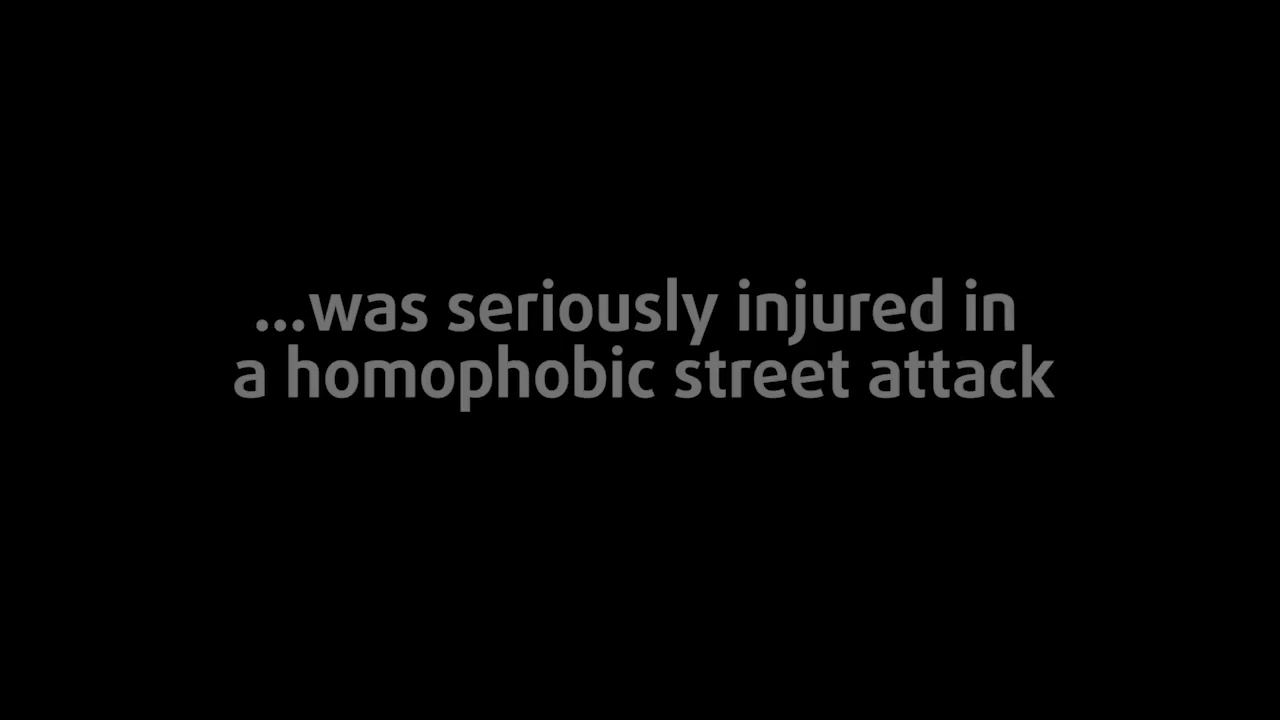 ...was seriously injured in
a homophobic street attack